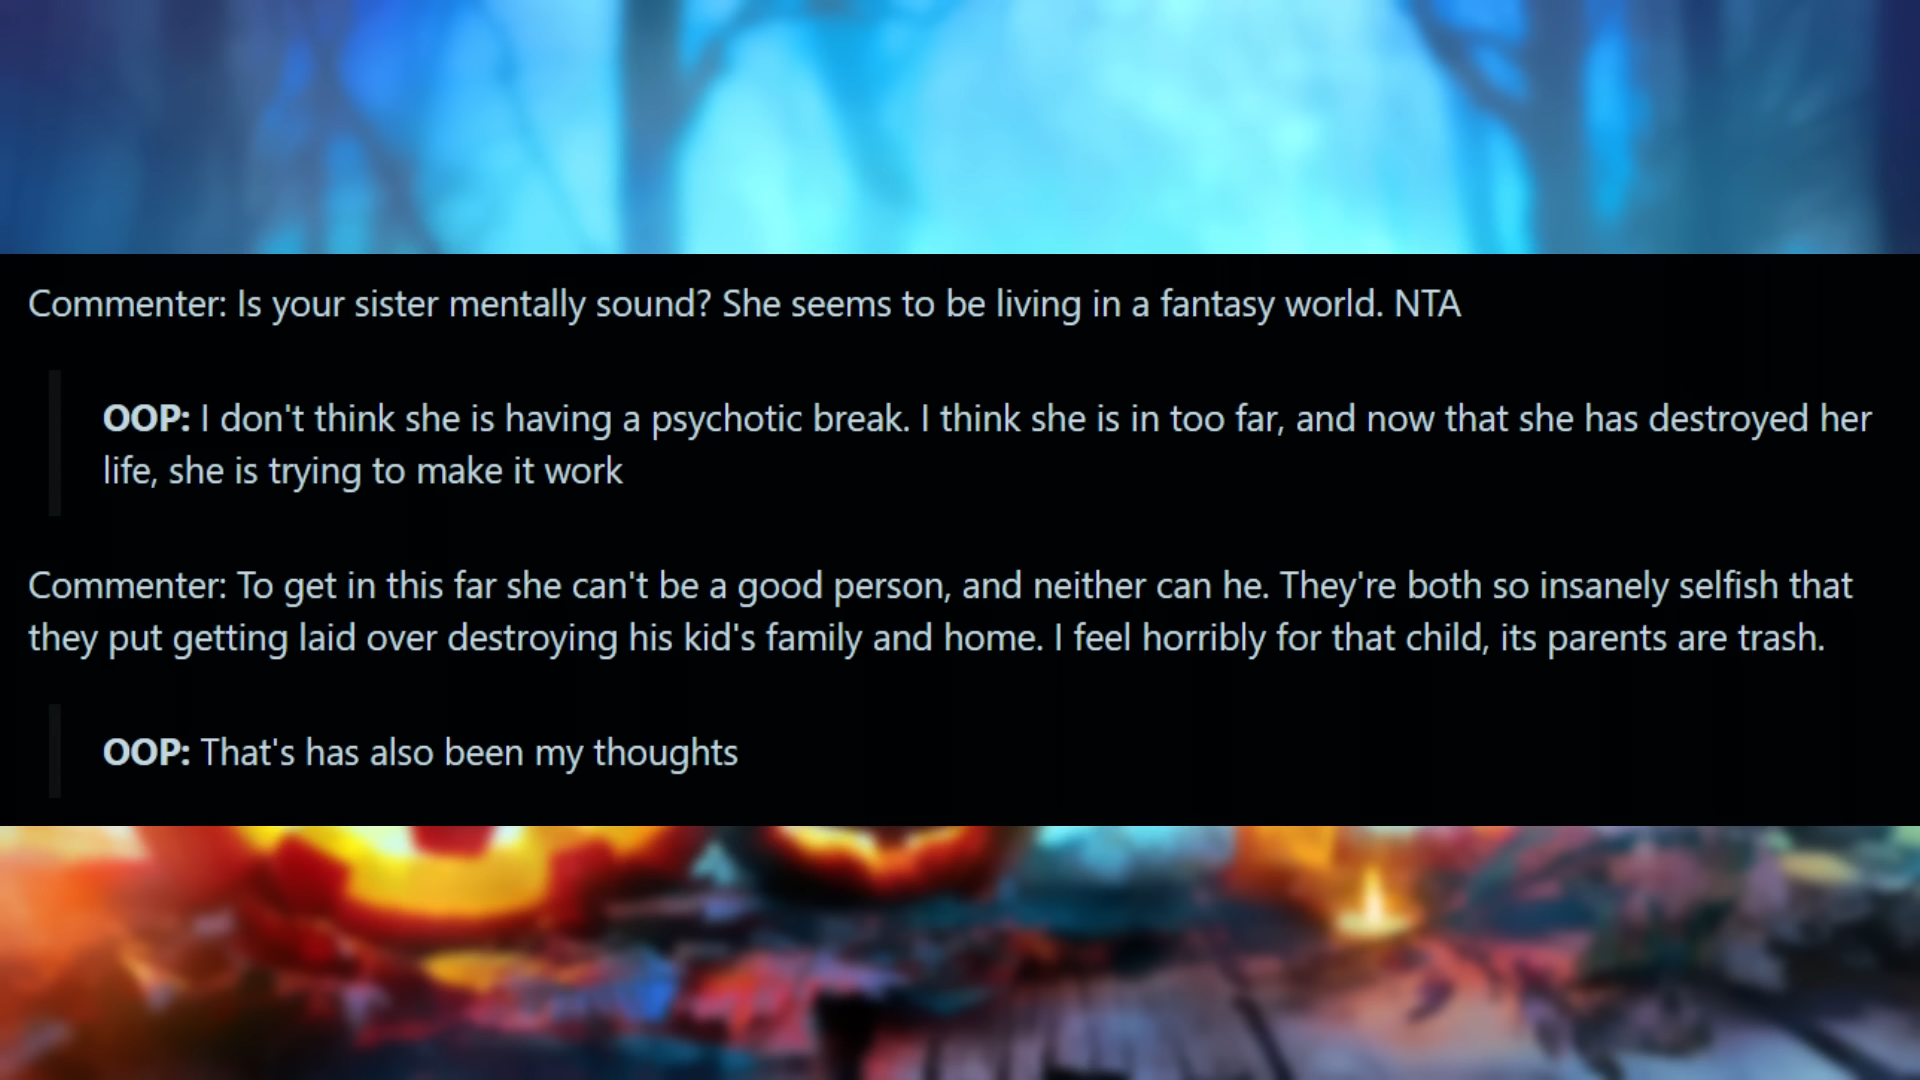 Commenter: Is your sister mentally sound? She seems to be living in a fantasy world. NTA
OOP: I don't think she is having a psychotic break. I think she is in too far, and now that she has destroyed her
life, she is trying to make it work
Commenter: To get in this far she can't be a good person, and neither can he. They're both so insanely selfish that
they put getting laid over destroying his kid's family and home. I feel horribly for that child, its parents are trash.
OOP: That's has also been my thoughts